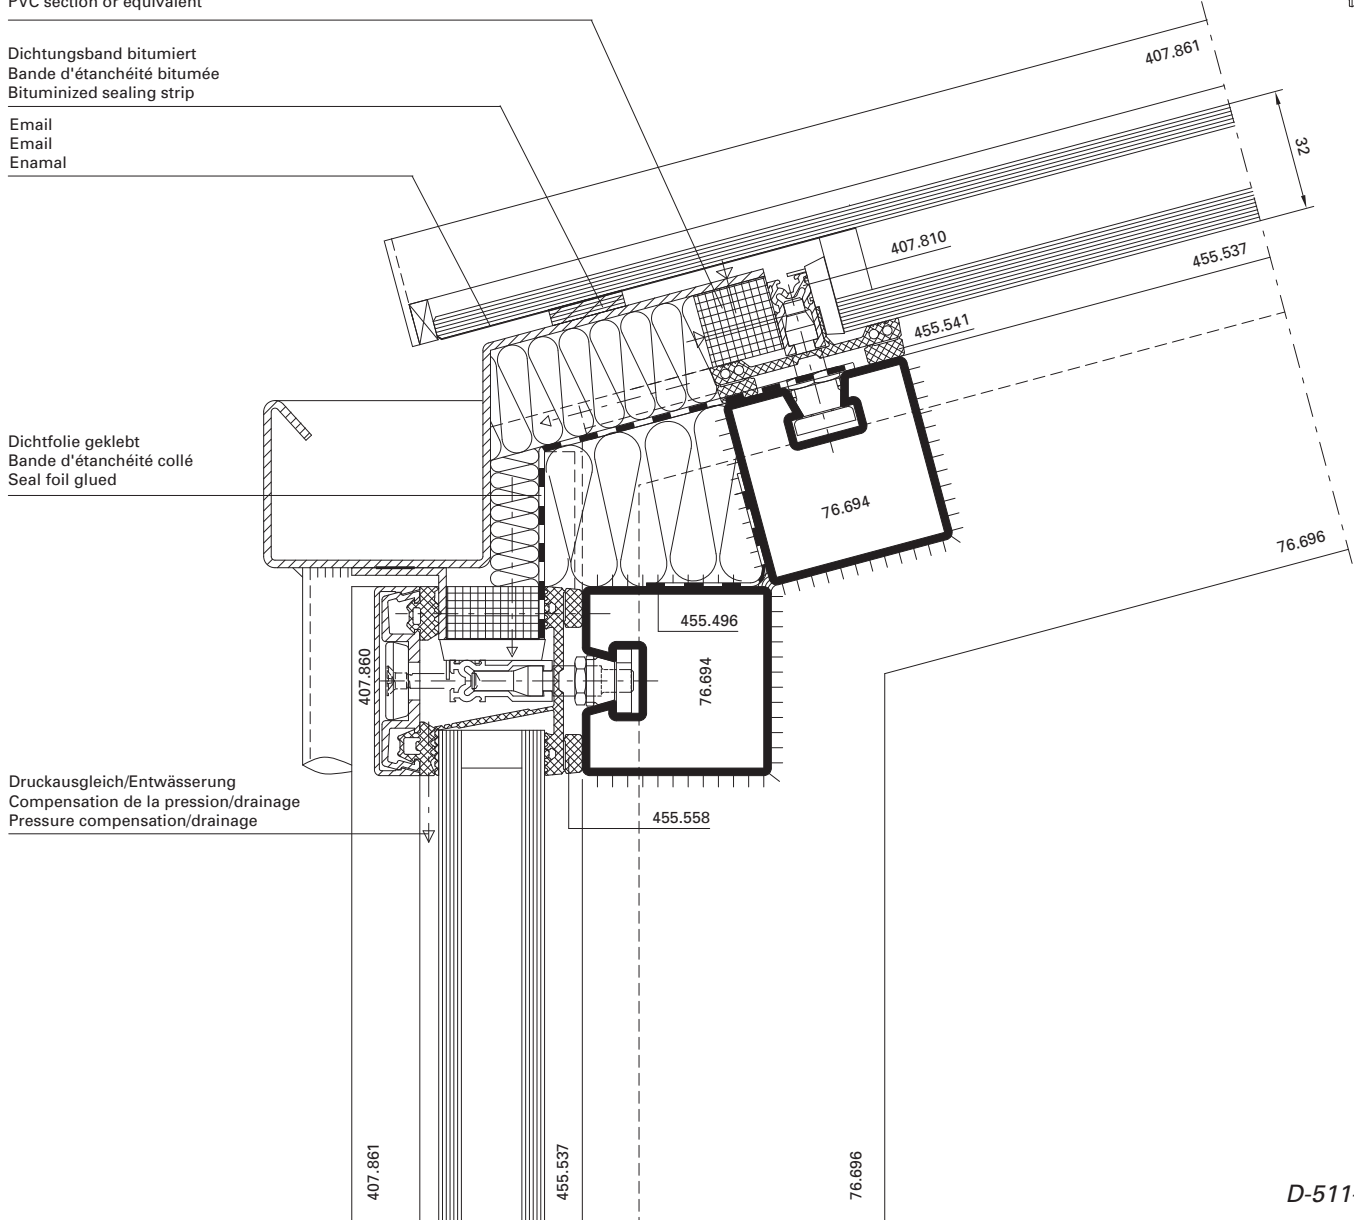 PVC section or equivalent
Dichtungsband bitumiert
Bande d'étanchéité bitumée
Bituminized sealing strip
Email
Email
Enamal
407.861
32
407.810
455.537
455.541
Dichtfolie geklebt
Bande d'étanchéité collé
Seal foil glued
76.694
76.696
455.496
407.860
76.694
Druckausgleich/Entwässerung
Compensation de la pression/drainage
Pressure compensation/drainage
455.558
407.861
455.537
76.696
D-511-